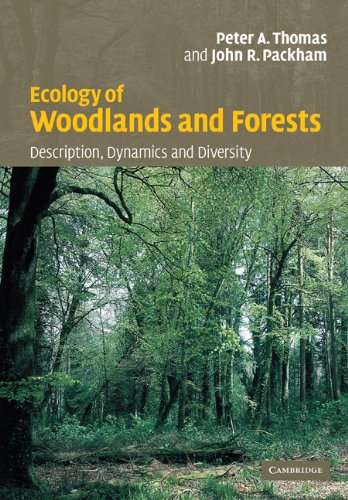 Peter A. Thomas
and John R. Packham
Ecology of
Woodlands and Forests
Description, Dynamics and Diversity
CAMBRIDGE